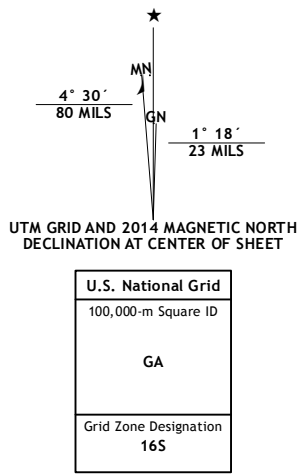 ★
MN
4° 30´
80 MILS
GN
1° 18´
23 MILS
UTM GRID AND 2014 MAGNETIC NORTH
DECLINATION AT CENTER OF SHEET
U.S. National Grid
100,000-m Square ID
GA
Grid Zone Designation
16S